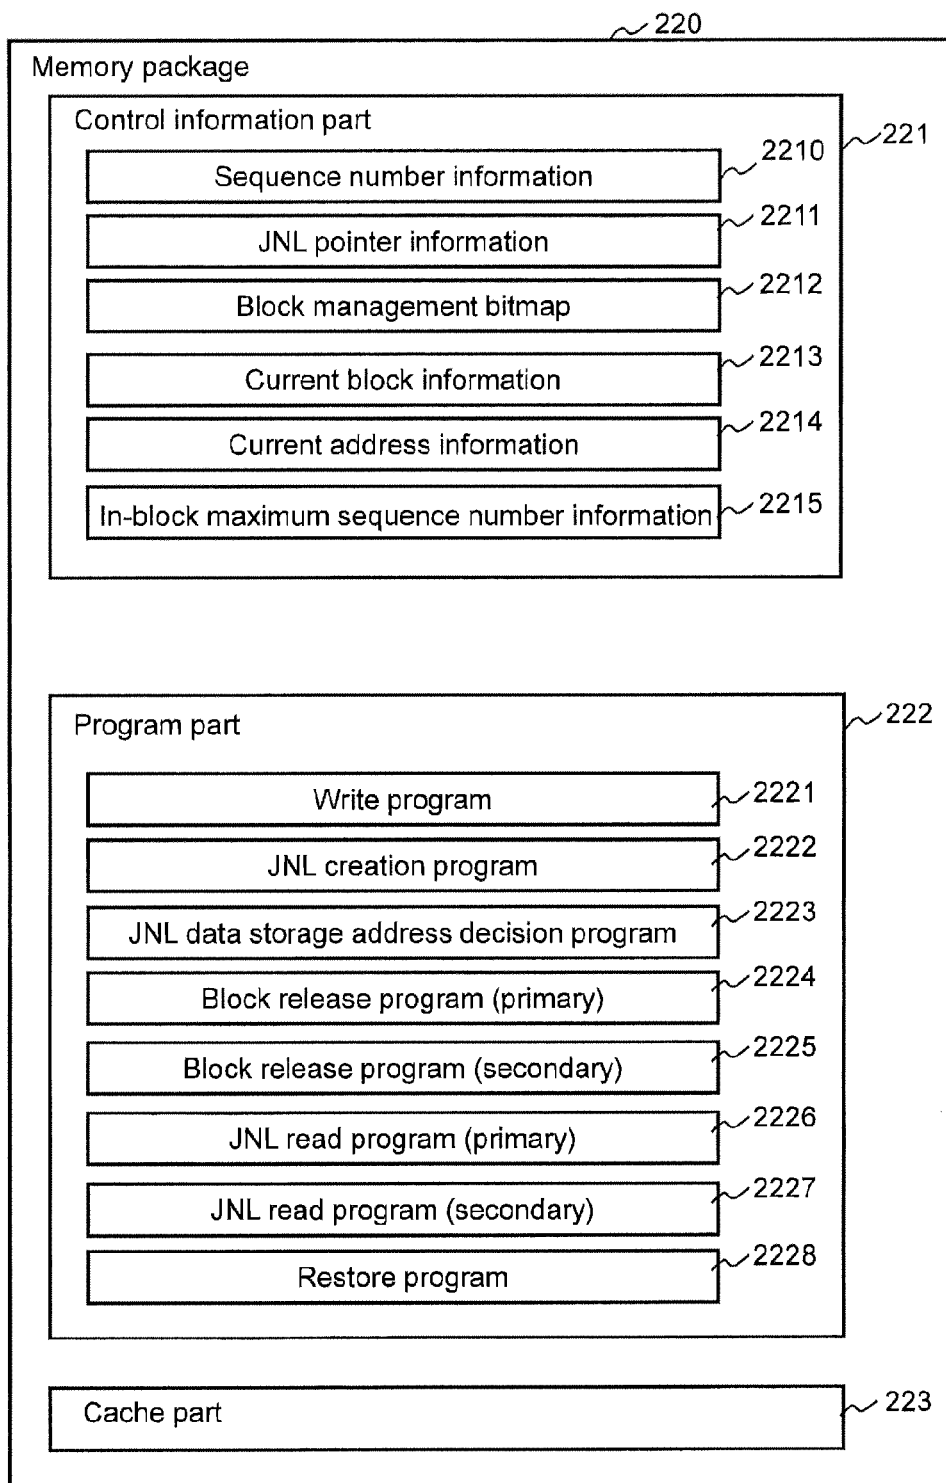 220
Memory package
Control information part
221
Sequence number information
2210
JNL pointer information
2211
Block management bitmap
2212
Current block information
2213
Current address information
2214
In-block maximum sequence number information
2215
Program part
222
Write program
2221
JNL creation program
2222
JNL data storage address decision program
2223
Block release program (primary)
2224
Block release program (secondary)
2225
JNL read program (primary)
2226
JNL read program (secondary)
2227
Restore program
2228
Cache part
223